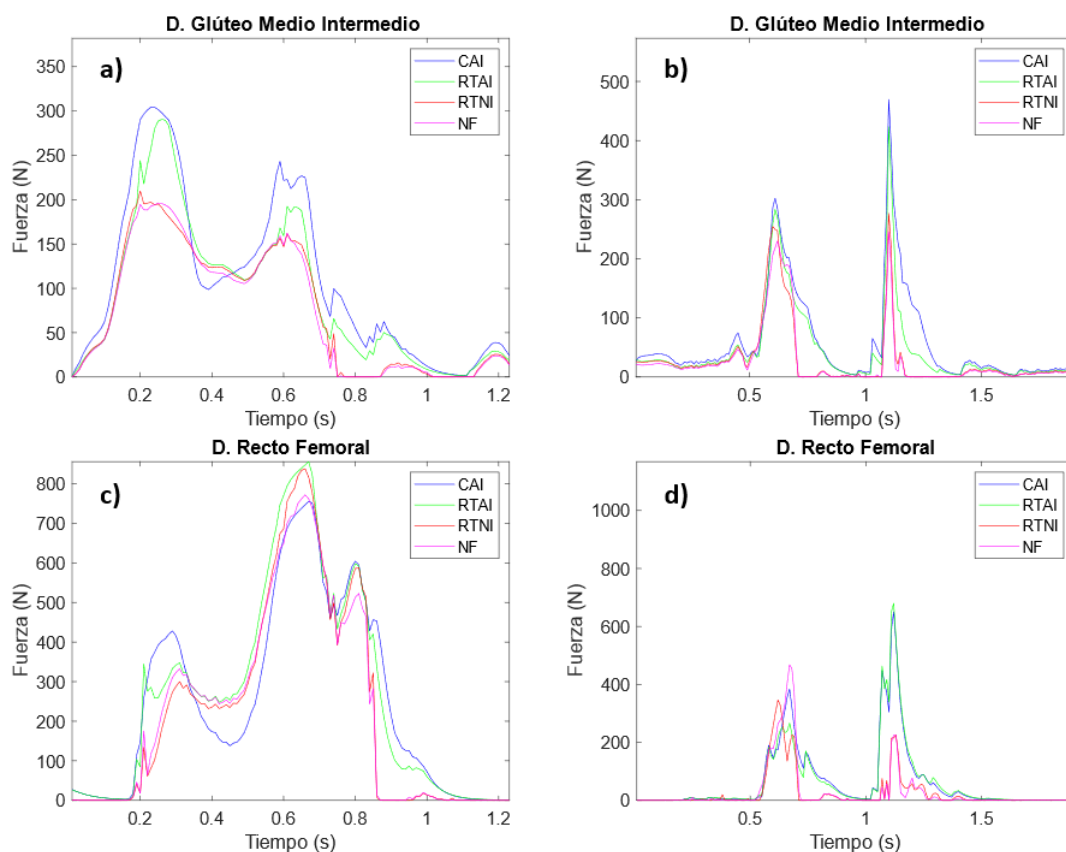 D. Glúteo Medio Intermedio
a)
CAI
RTAI
RTNI
NF
350
300
250
200
150
100
50
0
Fuerza (N)
0.2 0.4 0.6 0.8 1 1.2
Tiempo (s)
D. Glúteo Medio Intermedio
b)
CAI
RTAI
RTNI
NF
500
400
300
200
100
0
Fuerza (N)
0.5 1 1.5
Tiempo (s)
D. Recto Femoral
c)
CAI
RTAI
RTNI
NF
800
700
600
500
400
300
200
100
0
Fuerza (N)
0.2 0.4 0.6 0.8 1 1.2
Tiempo (s)
D. Recto Femoral
d)
CAI
RTAI
RTNI
NF
1000
800
600
400
200
0
Fuerza (N)
0.5 1 1.5
Tiempo (s)